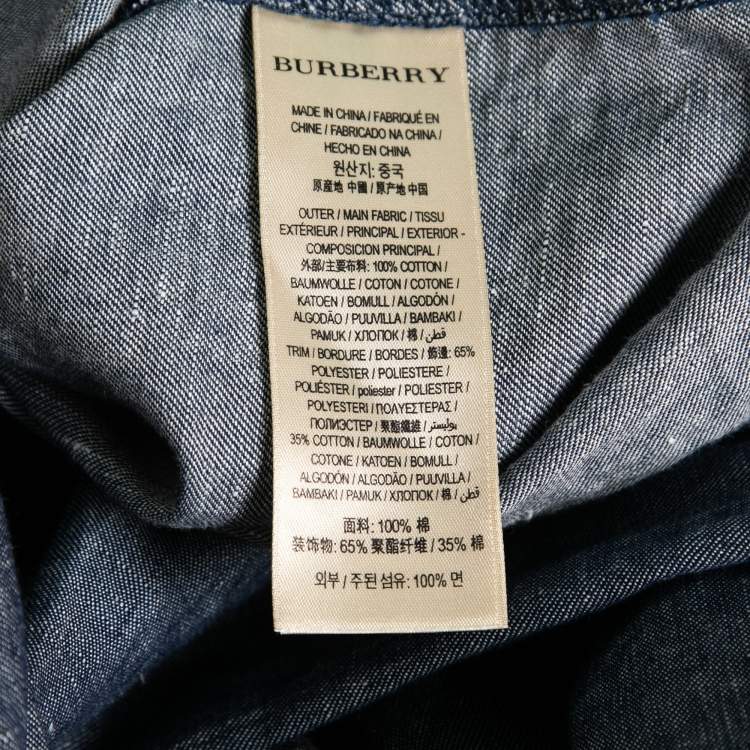 BURBERRY
MADE IN CHINA / FABRIQUÉ EN
CHINE / FABRICADO NA CHINA /
HECHO EN CHINA
원산지: 중국
原産地 中國 / 原产地 中国
OUTER / MAIN FABRIC / TISSU
EXTÉRIEUR / PRINCIPAL / EXTERIOR -
COMPOSICION PRINCIPAL /
外部/主要布料: 100% COTTON /
BAUMWOLLE / COTON / COTONE /
KATOEN / BOMULL / ALGODÓN /
ALGODÃO / PUUVILLA / BAMBAKI /
PAMUK / ХЛОПОК / 棉 / قطن /
TRIM / BORDURE / BORDES / 飾邊: 65%
POLYESTER / POLIESTERE /
POLIÉSTER / poliester / POLIESTER /
POLYESTERI / ΠΟΛΥΕΣΤΕΡΑΣ /
ПОЛИЭСТЕР / 聚酯纖維 / بوليستر /
35% COTTON / BAUMWOLLE / COTON /
COTONE / KATOEN / BOMULL /
ALGODÓN / ALGODÃO / PUUVILLA /
BAMBAKI / PAMUK / ХЛОПОК / 棉 / قطن /
面料: 100% 棉
装饰物: 65% 聚酯纤维 / 35% 棉
외부 / 주된 섬유: 100% 면